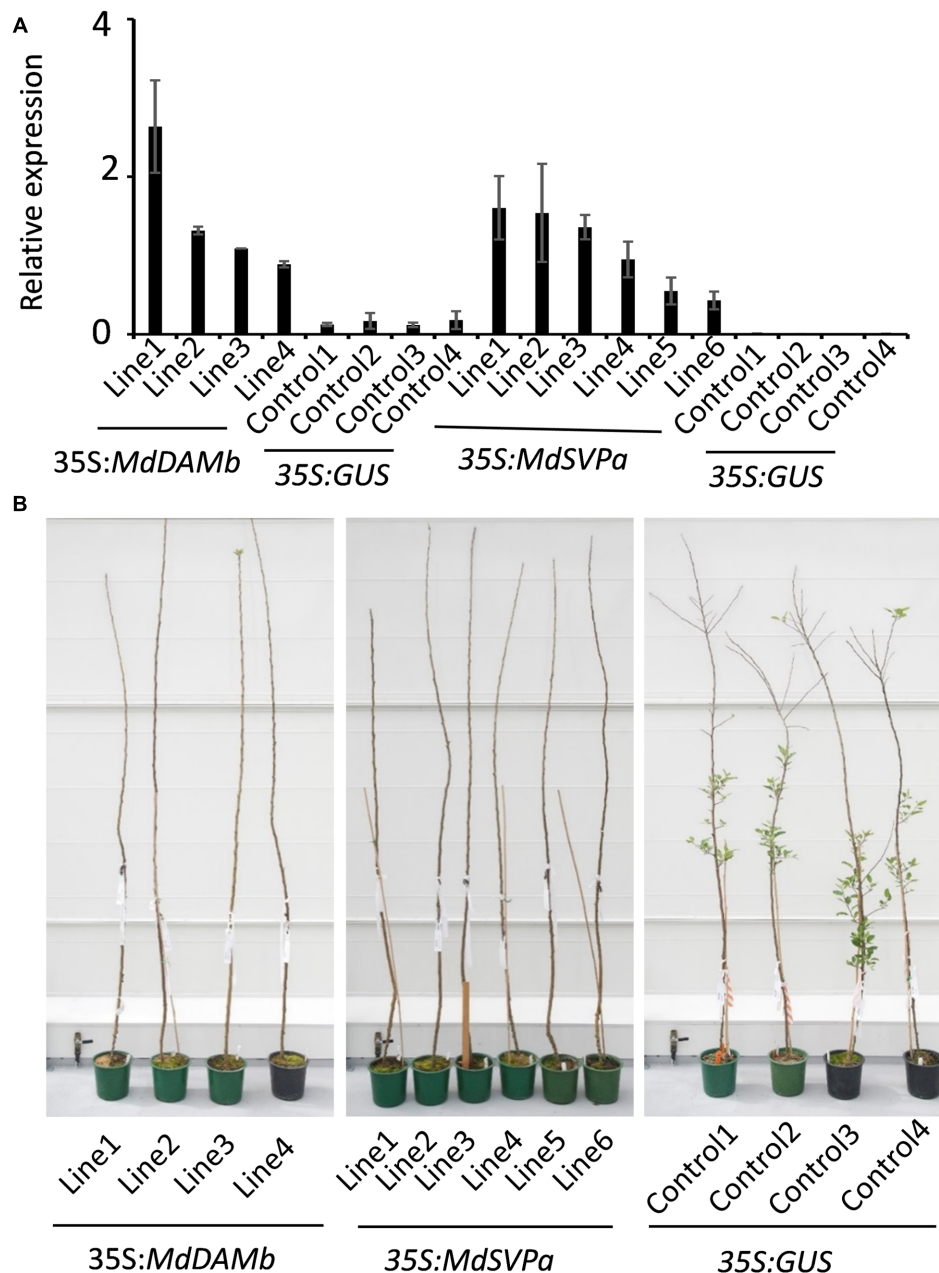 A
4
2
0
Relative expression
Line1 Line2 Line3 Line4 Control1 Control2 Control3 Control4 Line1 Line2 Line3 Line4 Line5 Line6 Control1 Control2 Control3 Control4
35S:MdDAMb 35S:GUS 35S:MdSVPa 35S:GUS
B
Line1 Line2 Line3 Line4 Line1 Line2 Line3 Line4 Line5 Line6 Control1 Control2 Control3 Control4
35S:MdDAMb 35S:MdSVPa 35S:GUS